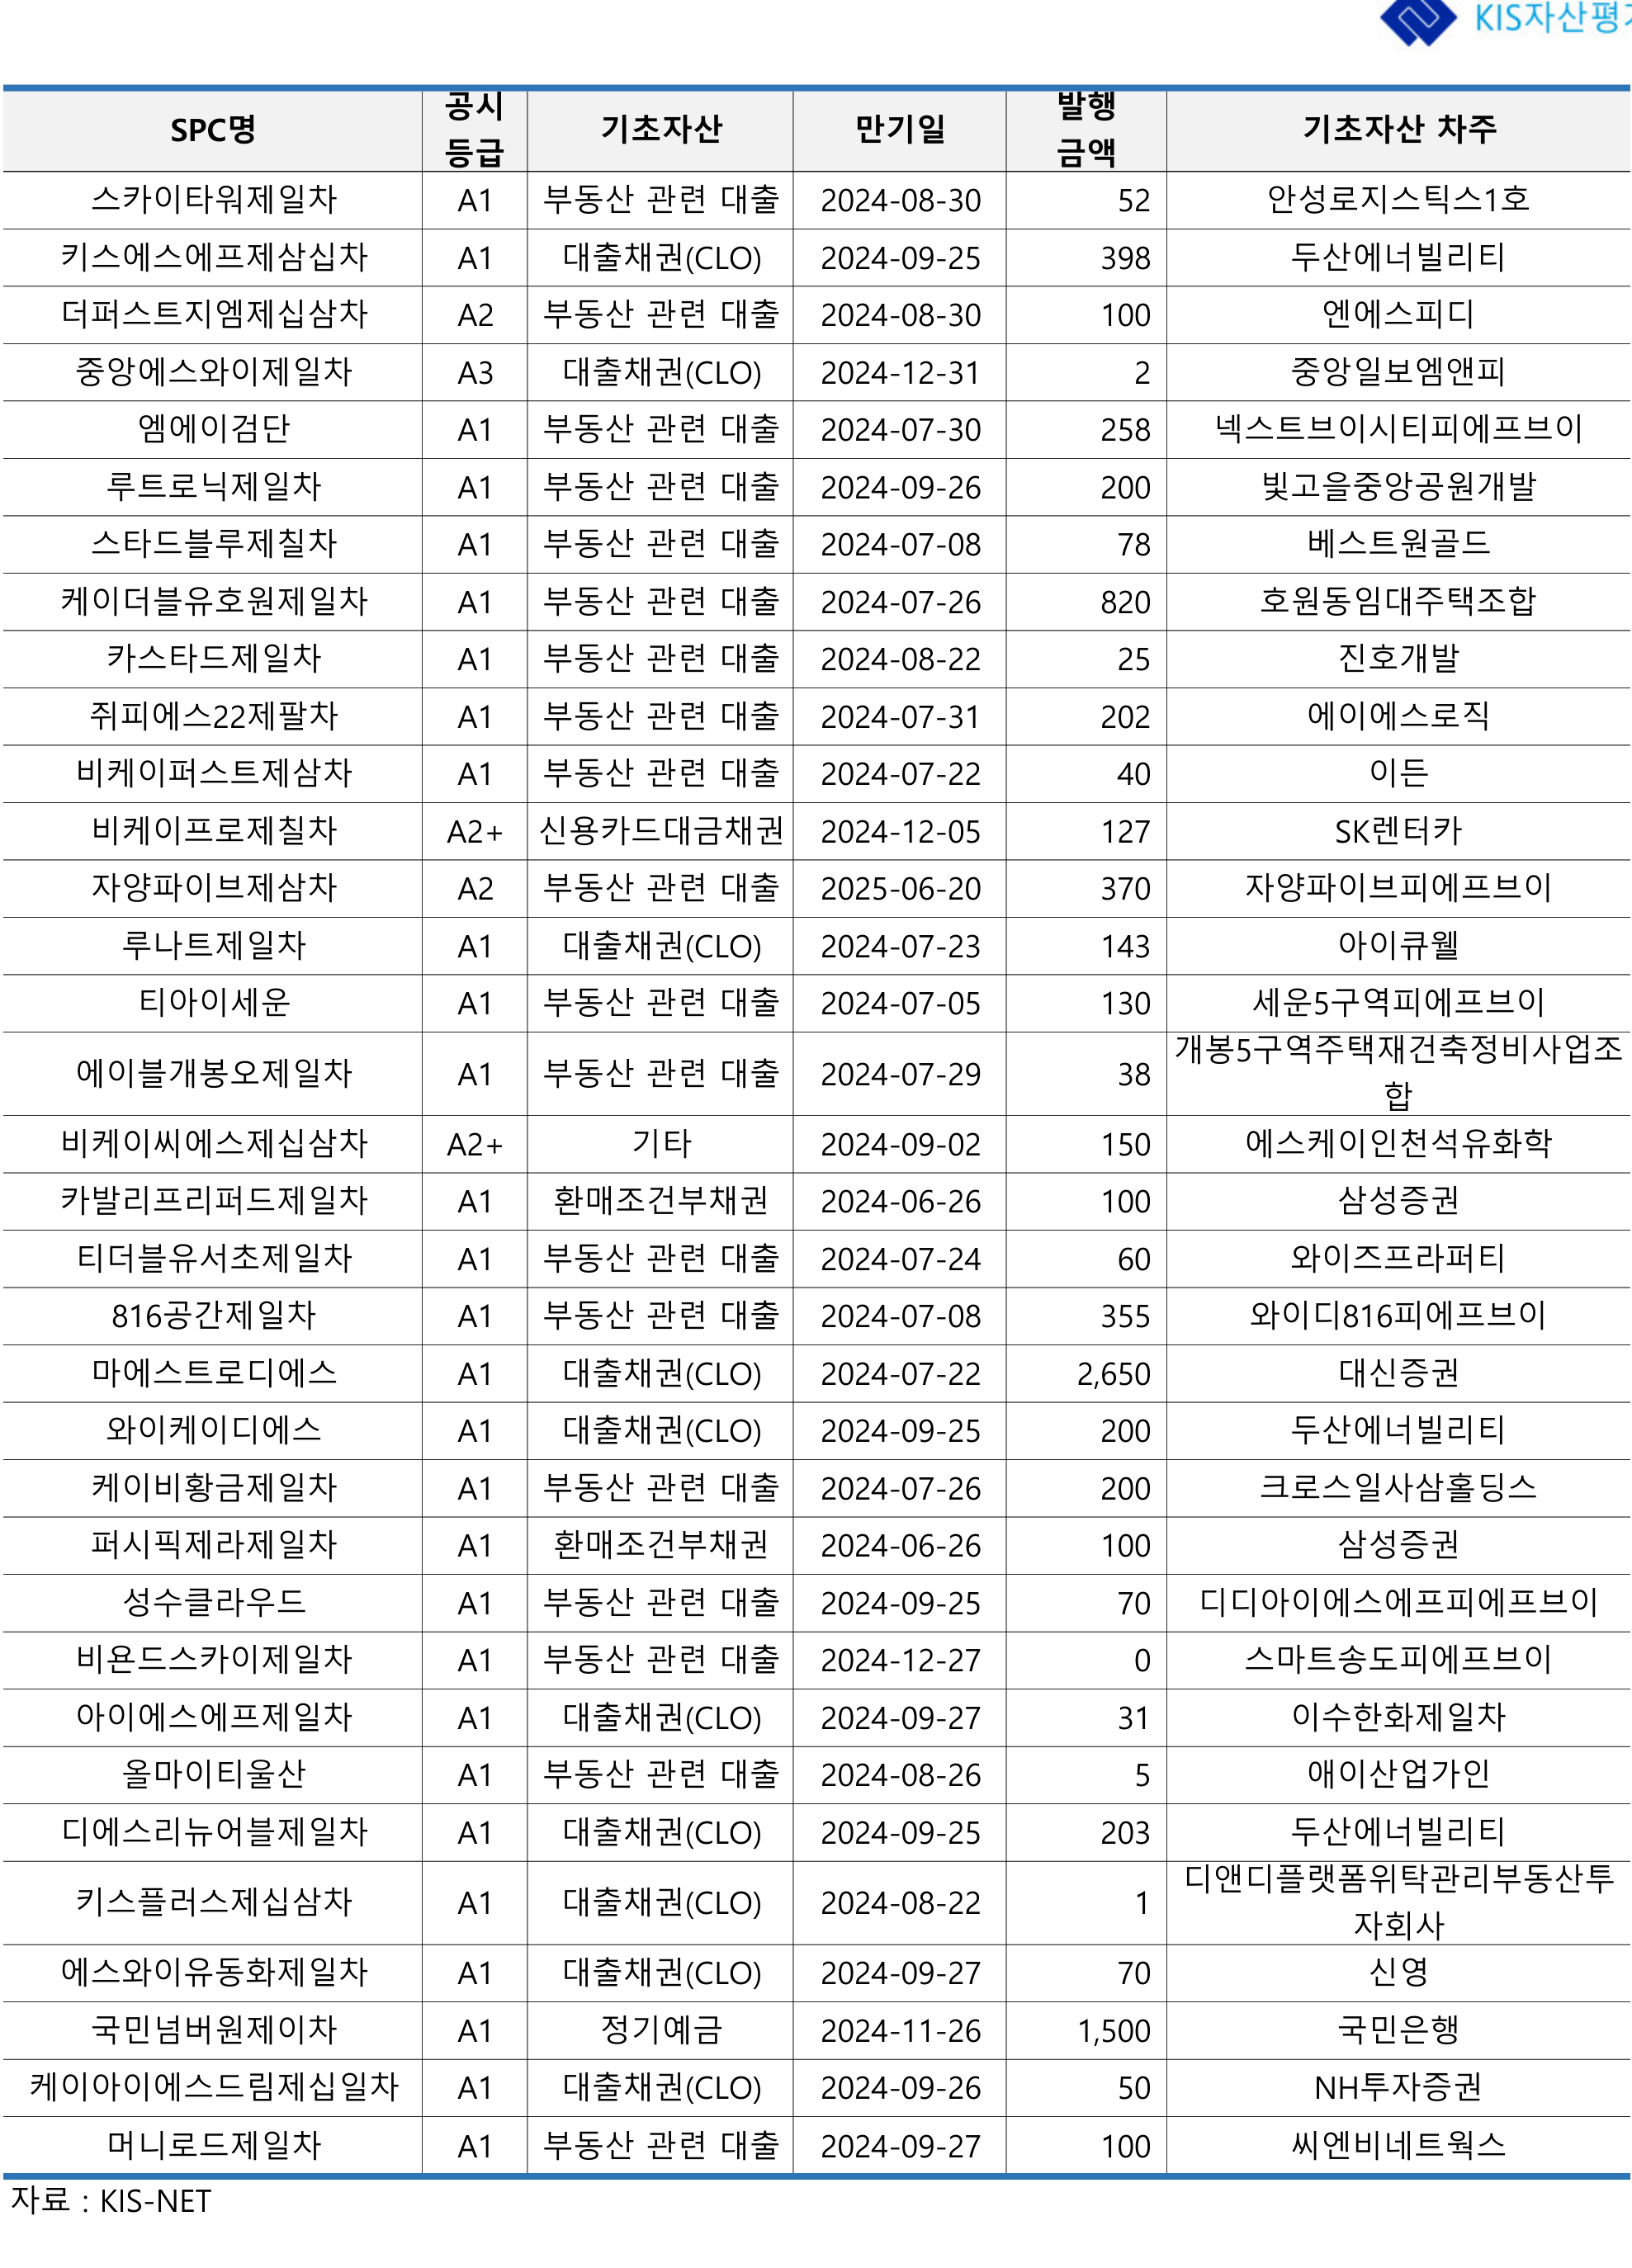 KIS자산평가
SPC명 공시등급 기초자산 만기일 발행금액 기초자산 차주
스카이타워제일차 A1 부동산 관련 대출 2024-08-30 52 안성로지스틱스1호
키스에스에프제삼십차 A1 대출채권(CLO) 2024-09-25 398 두산에너빌리티
더퍼스트지엠제십삼차 A2 부동산 관련 대출 2024-08-30 100 엔에스피디
중앙에스와이제일차 A3 대출채권(CLO) 2024-12-31 2 중앙일보엠앤피
엠에이검단 A1 부동산 관련 대출 2024-07-30 258 넥스트브이시티피에프브이
루트로닉제일차 A1 부동산 관련 대출 2024-09-26 200 빛고을중앙공원개발
스타드블루제칠차 A1 부동산 관련 대출 2024-07-08 78 베스트원골드
케이더블유호원제일차 A1 부동산 관련 대출 2024-07-26 820 호원동임대주택조합
카스타드제일차 A1 부동산 관련 대출 2024-08-22 25 진호개발
쥐피에스22제팔차 A1 부동산 관련 대출 2024-07-31 202 에이에스로직
비케이퍼스트제삼차 A1 부동산 관련 대출 2024-07-22 40 이든
비케이프로제칠차 A2+ 신용카드대금채권 2024-12-05 127 SK렌터카
자양파이브제삼차 A2 부동산 관련 대출 2025-06-20 370 자양파이브피에프브이
루나트제일차 A1 대출채권(CLO) 2024-07-23 143 아이큐웰
티아이세운 A1 부동산 관련 대출 2024-07-05 130 세운5구역피에프브이
에이블개봉오제일차 A1 부동산 관련 대출 2024-07-29 38 개봉5구역주택재건축정비사업조합
비케이씨에스제십삼차 A2+ 기타 2024-09-02 150 에스케이인천석유화학
카발리프리퍼드제일차 A1 환매조건부채권 2024-06-26 100 삼성증권
티더블유서초제일차 A1 부동산 관련 대출 2024-07-24 60 와이즈프라퍼티
816공간제일차 A1 부동산 관련 대출 2024-07-08 355 와이디816피에프브이
마에스트로디에스 A1 대출채권(CLO) 2024-07-22 2,650 대신증권
와이케이디에스 A1 대출채권(CLO) 2024-09-25 200 두산에너빌리티
케이비황금제일차 A1 부동산 관련 대출 2024-07-26 200 크로스일사삼홀딩스
퍼시픽제라제일차 A1 환매조건부채권 2024-06-26 100 삼성증권
성수클라우드 A1 부동산 관련 대출 2024-09-25 70 디디아이에스에프피에프브이
비욘드스카이제일차 A1 부동산 관련 대출 2024-12-27 0 스마트송도피에프브이
아이에스에프제일차 A1 대출채권(CLO) 2024-09-27 31 이수한화제일차
올마이티울산 A1 부동산 관련 대출 2024-08-26 5 애이산업가인
디에스리뉴어블제일차 A1 대출채권(CLO) 2024-09-25 203 두산에너빌리티
키스플러스제십삼차 A1 대출채권(CLO) 2024-08-22 1 디앤디플랫폼위탁관리부동산투자회사
에스와이유동화제일차 A1 대출채권(CLO) 2024-09-27 70 신영
국민넘버원제이차 A1 정기예금 2024-11-26 1,500 국민은행
케이아이에스드림제십일차 A1 대출채권(CLO) 2024-09-26 50 NH투자증권
머니로드제일차 A1 부동산 관련 대출 2024-09-27 100 씨엔비네트웍스
자료 : KIS-NET